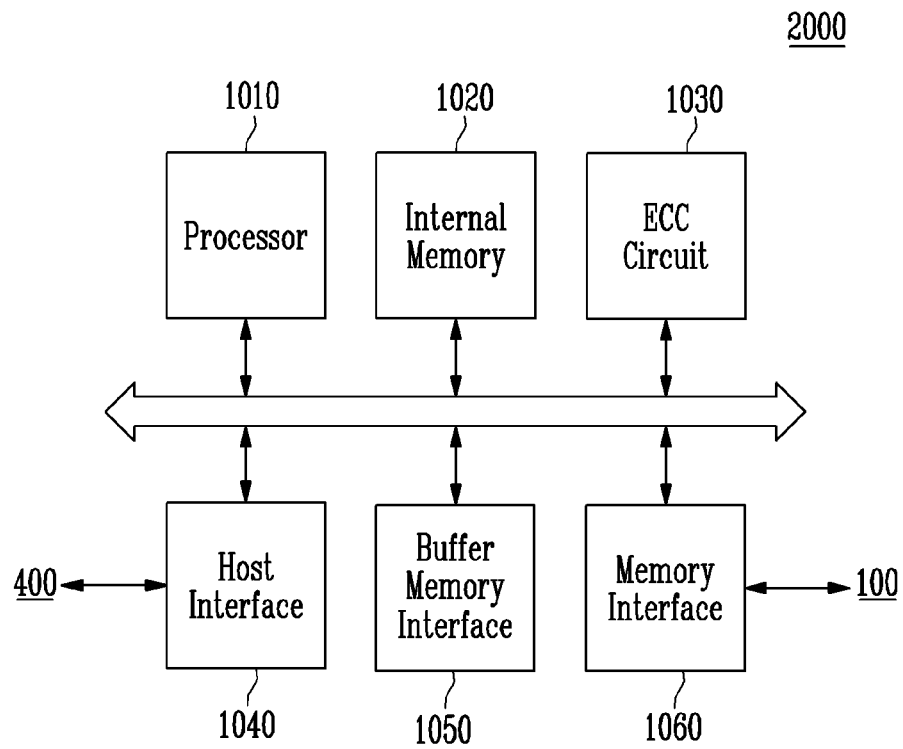 2000
1010
1020
1030
Processor
Internal
Memory
ECC
Circuit
400
Host
Interface
Buffer
Memory
Interface
Memory
Interface
100
1040
1050
1060